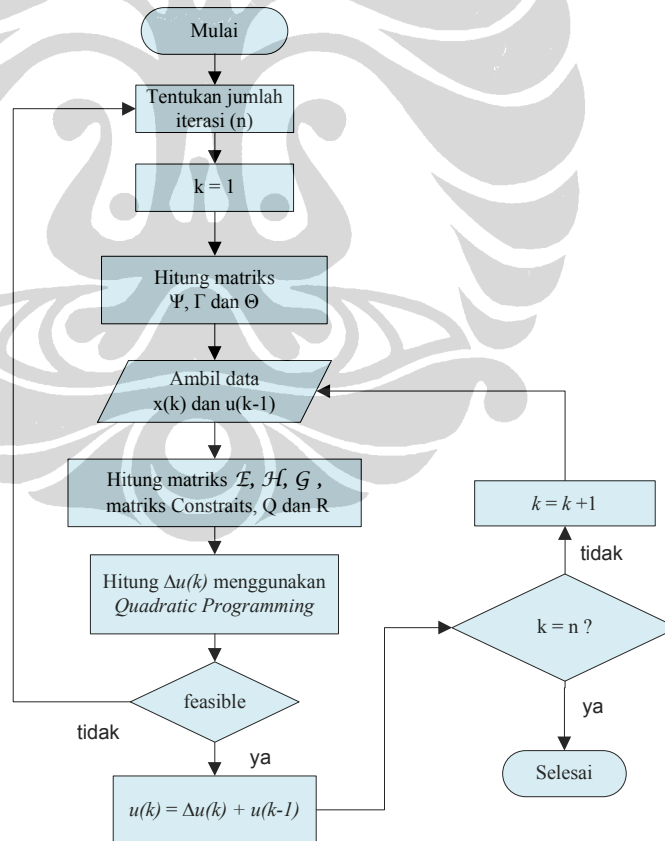 Mulai
Tentukan jumlah
iterasi (n)
k = 1
Hitung matriks
Ψ, Γ dan Θ
Ambil data
x(k) dan u(k-1)
Hitung matriks ℰ, ℋ, 𝒢 ,
matriks Constraits, Q dan R
Hitung Δu(k) menggunakan
Quadratic Programming
feasible
tidak
ya
u(k) = Δu(k) + u(k-1)
k = k +1
tidak
k = n ?
ya
Selesai